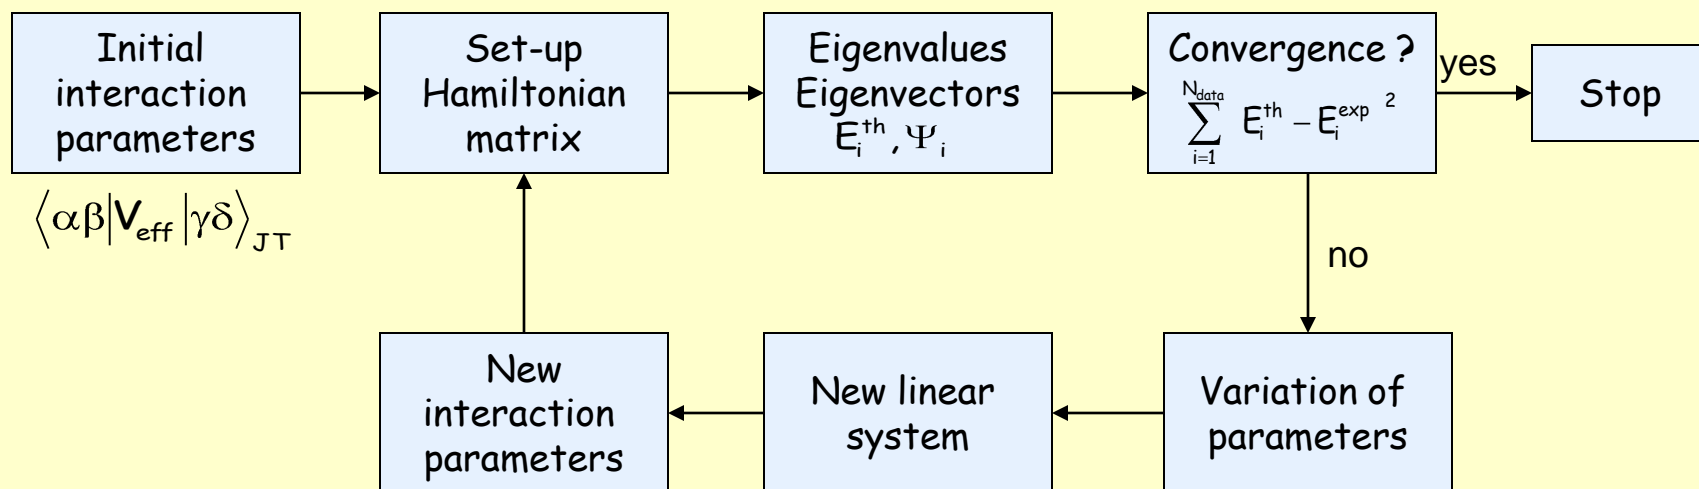 Initial
interaction
parameters
⟨αβ|V_eff|γδ⟩_JT
Set-up
Hamiltonian
matrix
Eigenvalues
Eigenvectors
E_i^th, Ψ_i
Convergence ?
∑_{i=1}^{N_data} E_i^th − E_i^exp 2
yes
Stop
no
Variation of
parameters
New linear
system
New
interaction
parameters